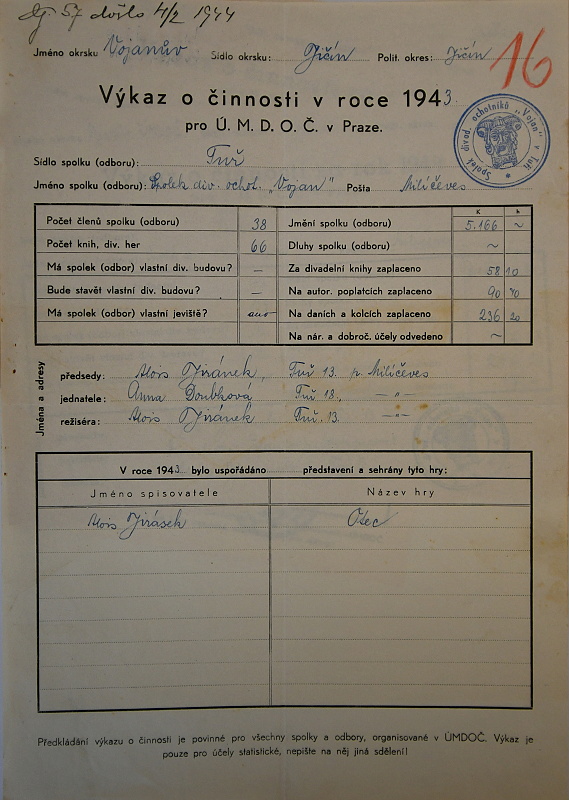 57 došlo 4/2 1944
16
Jméno okrsku Vojanův Sídlo okrsku: Jičín Polit. okres: Jičín
Výkaz o činnosti v roce 1943.
pro Ú. M. D. O. Č. v Praze.
Spolek divad. ochotníků „Vojan" v Tuři
Sídlo spolku (odboru): Tuř
Jméno spolku (odboru): Spolek div. ochot. „Vojan" Pošta Milíčeves
K h
Počet členů spolku (odboru) 38 Jmění spolku (odboru) 5.166 ~
Počet knih, div. her 66 Dluhy spolku (odboru) ~
Má spolek (odbor) vlastní div. budovu? — Za divadelní knihy zaplaceno 58 10
Bude stavět vlastní div. budovu? — Na autor. poplatcích zaplaceno 90 70
Má spolek (odbor) vlastní jeviště? ano Na daních a kolcích zaplaceno 236 20
Na nár. a dobroč. účely odvedeno ~
Jména a adresy
předsedy: Alois Jiránek, Tuř 13. p. Milíčeves
jednatele: Anna Doubková Tuř 18., — „ —
režiséra: Alois Jiránek Tuř. 13. — „ —
V roce 1943 bylo uspořádáno představení a sehrány tyto hry:
Jméno spisovatele Název hry
Alois Jirásek Otec
Předkládání výkazu o činnosti je povinné pro všechny spolky a odbory, organisované v ÚMDOČ. Výkaz je
pouze pro účely statistické, nepište na něj jiná sdělení!